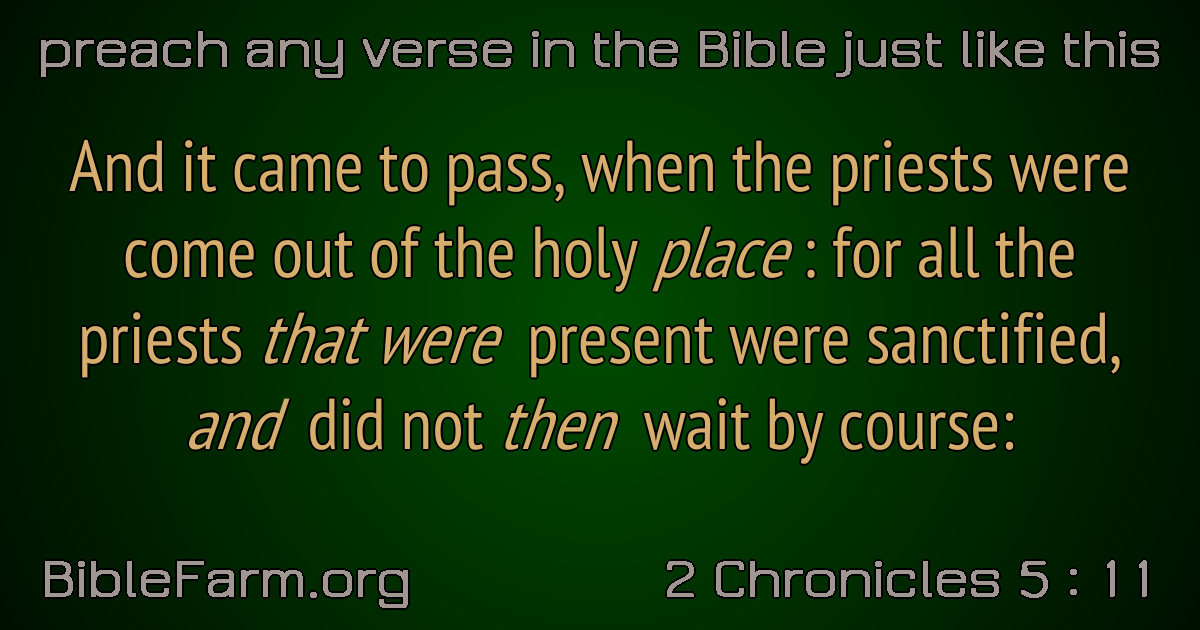 preach any verse in the Bible just like this
And it came to pass, when the priests were
come out of the holy place : for all the
priests that were present were sanctified,
and did not then wait by course:
BibleFarm.org
2 Chronicles 5 : 11